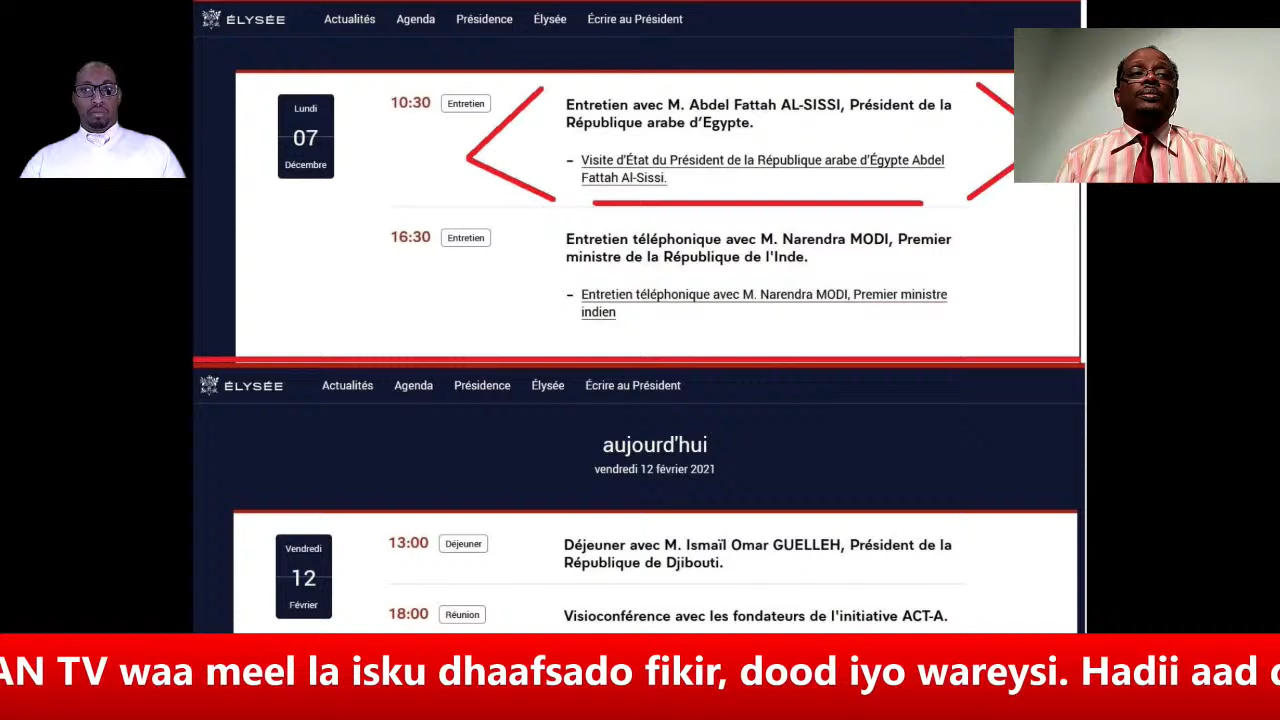 ÉLYSÉE Actualités Agenda Présidence Élysée Écrire au Président
Lundi
07
Décembre
10:30 Entretien
Entretien avec M. Abdel Fattah AL-SISSI, Président de la
République arabe d’Egypte.
– Visite d'État du Président de la République arabe d'Égypte Abdel
Fattah Al-Sissi.
16:30 Entretien
Entretien téléphonique avec M. Narendra MODI, Premier
ministre de la République de l'Inde.
– Entretien téléphonique avec M. Narendra MODI, Premier ministre
indien
ÉLYSÉE Actualités Agenda Présidence Élysée Écrire au Président
aujourd'hui
vendredi 12 février 2021
Vendredi
12
Février
13:00 Déjeuner
Déjeuner avec M. Ismaïl Omar GUELLEH, Président de la
République de Djibouti.
18:00 Réunion
Visioconférence avec les fondateurs de l'initiative ACT-A.
AN TV waa meel la isku dhaafsado fikir, dood iyo wareysi. Hadii aad